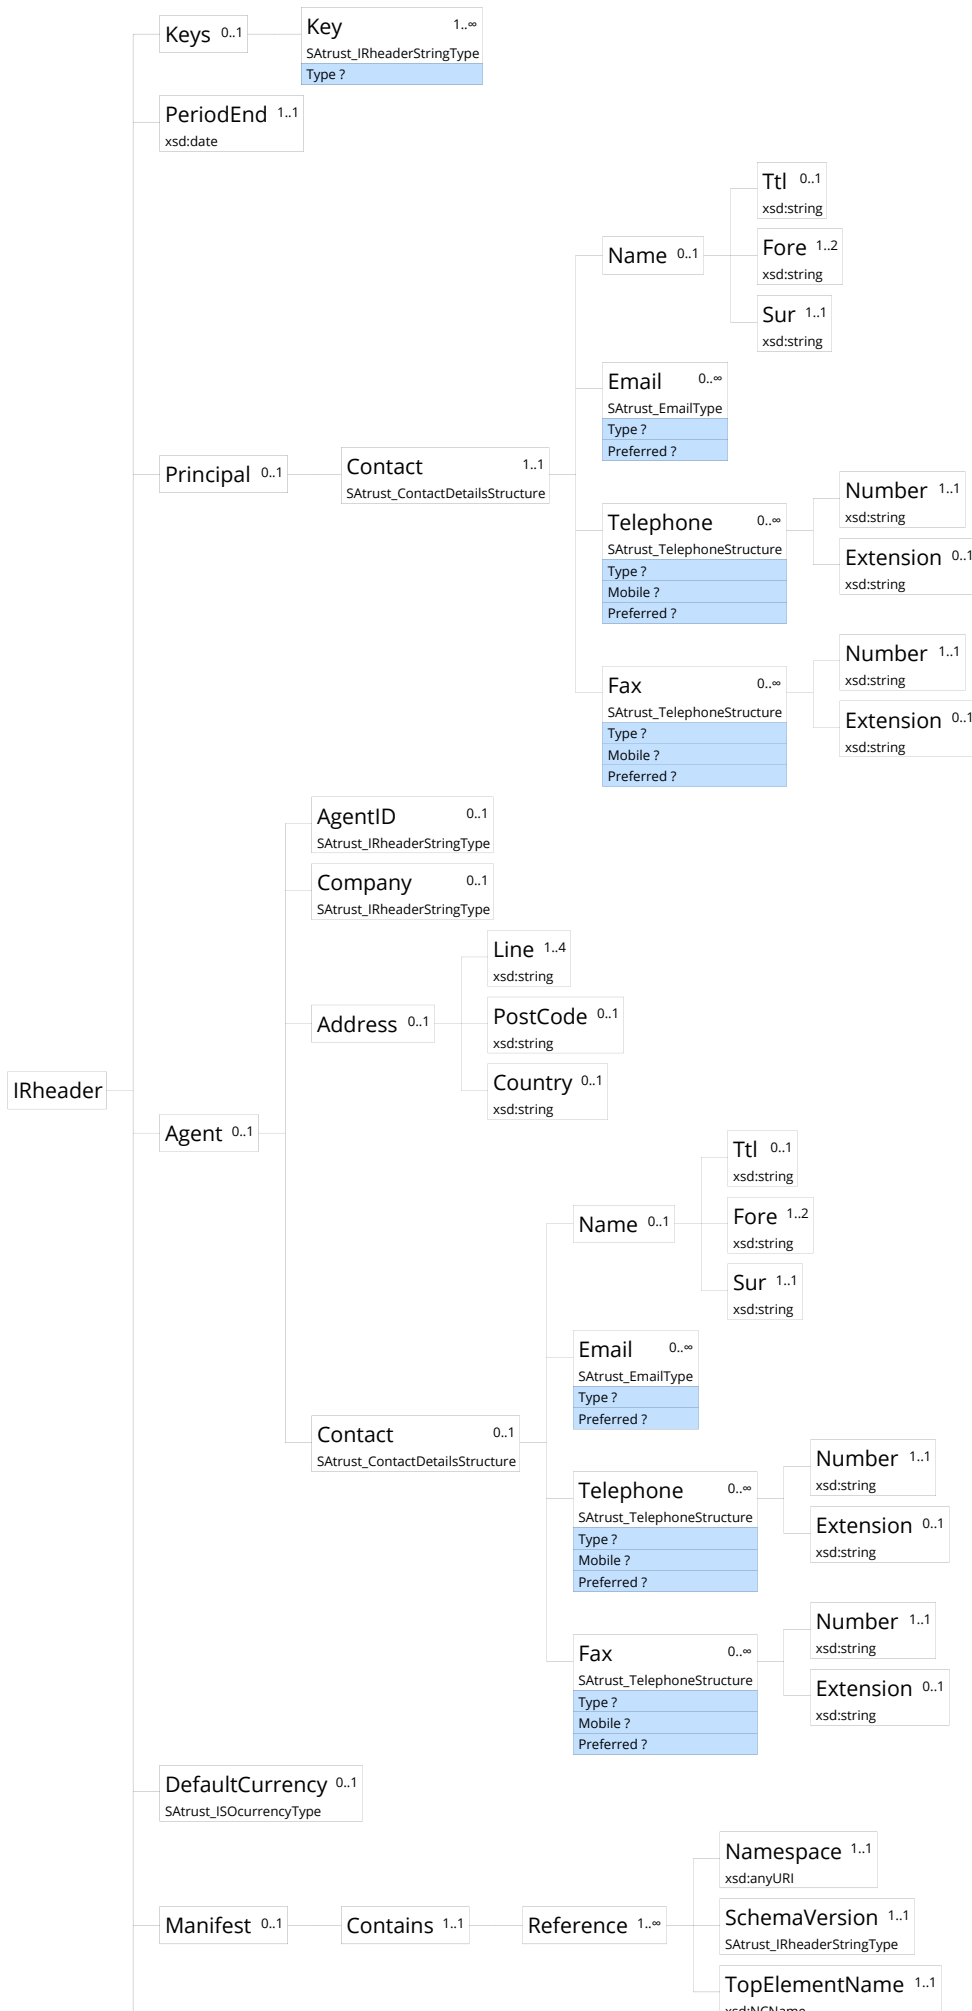 Keys 0..1
Key 1..∞
SAtrust_IRheaderStringType
Type ?
PeriodEnd 1..1
xsd:date
Ttl 0..1
xsd:string
Name 0..1
Fore 1..2
xsd:string
Sur 1..1
xsd:string
Email 0..∞
SAtrust_EmailType
Type ?
Preferred ?
Principal 0..1
Contact 1..1
SAtrust_ContactDetailsStructure
Telephone 0..∞
SAtrust_TelephoneStructure
Type ?
Mobile ?
Preferred ?
Number 1..1
xsd:string
Extension 0..1
xsd:string
Fax 0..∞
SAtrust_TelephoneStructure
Type ?
Mobile ?
Preferred ?
Number 1..1
xsd:string
Extension 0..1
xsd:string
AgentID 0..1
SAtrust_IRheaderStringType
Company 0..1
SAtrust_IRheaderStringType
Address 0..1
Line 1..4
xsd:string
PostCode 0..1
xsd:string
Country 0..1
xsd:string
IRheader
Agent 0..1
Ttl 0..1
xsd:string
Name 0..1
Fore 1..2
xsd:string
Sur 1..1
xsd:string
Email 0..∞
SAtrust_EmailType
Type ?
Preferred ?
Contact 0..1
SAtrust_ContactDetailsStructure
Telephone 0..∞
SAtrust_TelephoneStructure
Type ?
Mobile ?
Preferred ?
Number 1..1
xsd:string
Extension 0..1
xsd:string
Fax 0..∞
SAtrust_TelephoneStructure
Type ?
Mobile ?
Preferred ?
Number 1..1
xsd:string
Extension 0..1
xsd:string
DefaultCurrency 0..1
SAtrust_ISOcurrencyType
Manifest 0..1
Contains 1..1
Reference 1..∞
Namespace 1..1
xsd:anyURI
SchemaVersion 1..1
SAtrust_IRheaderStringType
TopElementName 1..1
xsd:NCName